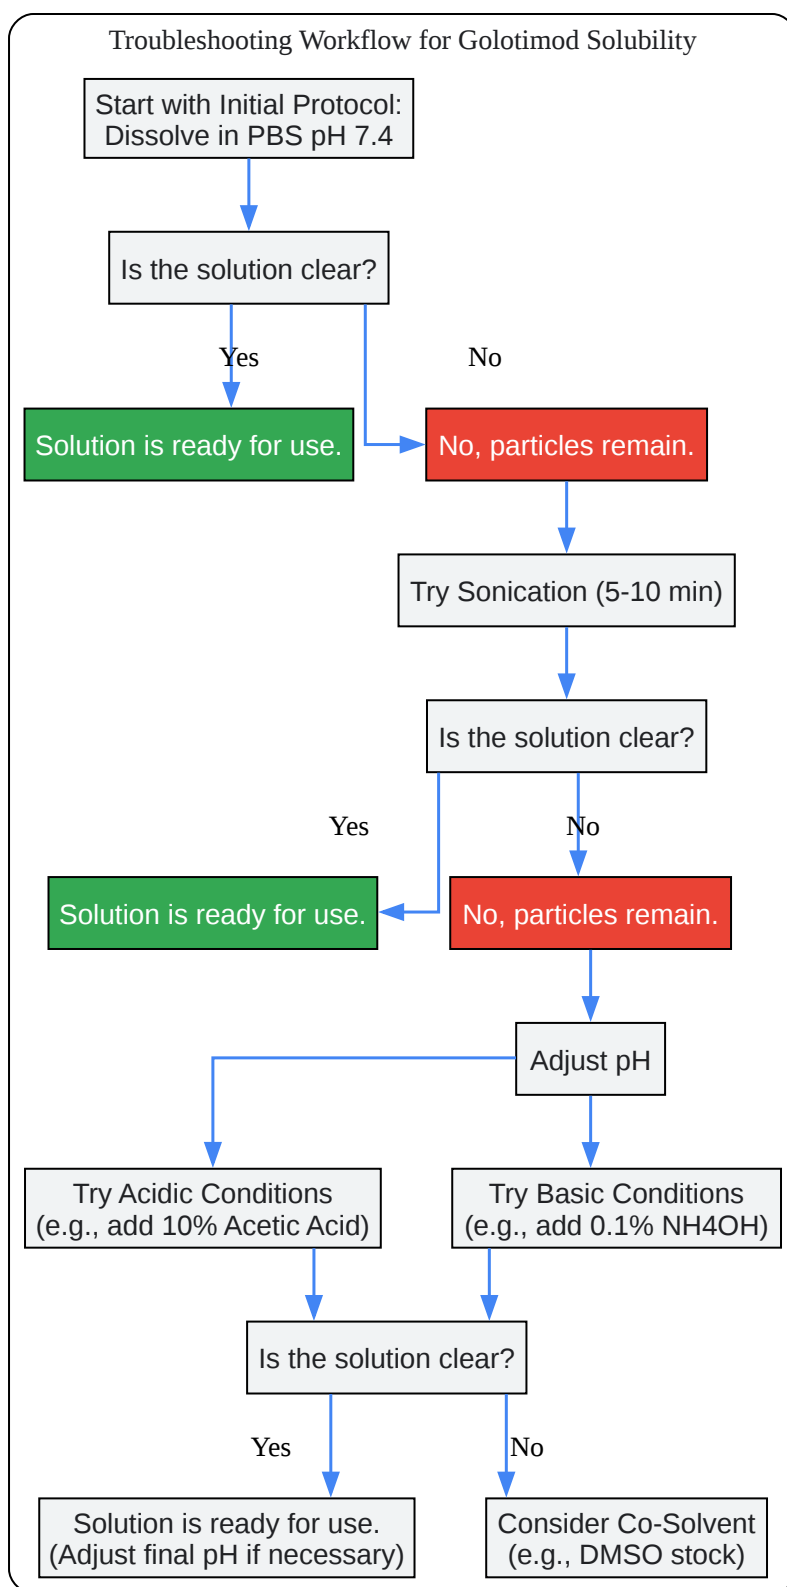 Troubleshooting Workflow for Golotimod Solubility
Start with Initial Protocol:
Dissolve in PBS pH 7.4
Is the solution clear?
Yes
No
Solution is ready for use.
No, particles remain.
Try Sonication (5-10 min)
Is the solution clear?
Yes
No
Solution is ready for use.
No, particles remain.
Adjust pH
Try Acidic Conditions
(e.g., add 10% Acetic Acid)
Try Basic Conditions
(e.g., add 0.1% NH4OH)
Is the solution clear?
Yes
No
Solution is ready for use.
(Adjust final pH if necessary)
Consider Co-Solvent
(e.g., DMSO stock)